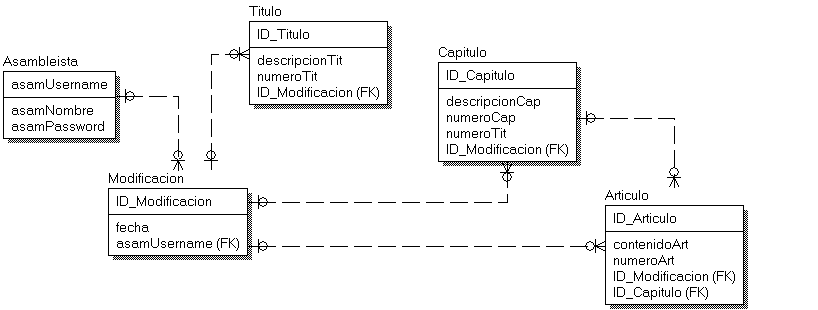 Titulo
ID_Titulo
descripcionTit
numeroTit
ID_Modificacion (FK)
Asambleista
asamUsername
asamNombre
asamPassword
Capitulo
ID_Capitulo
descripcionCap
numeroCap
numeroTit
ID_Modificacion (FK)
Modificacion
ID_Modificacion
fecha
asamUsername (FK)
Articulo
ID_Articulo
contenidoArt
numeroArt
ID_Modificacion (FK)
ID_Capitulo (FK)